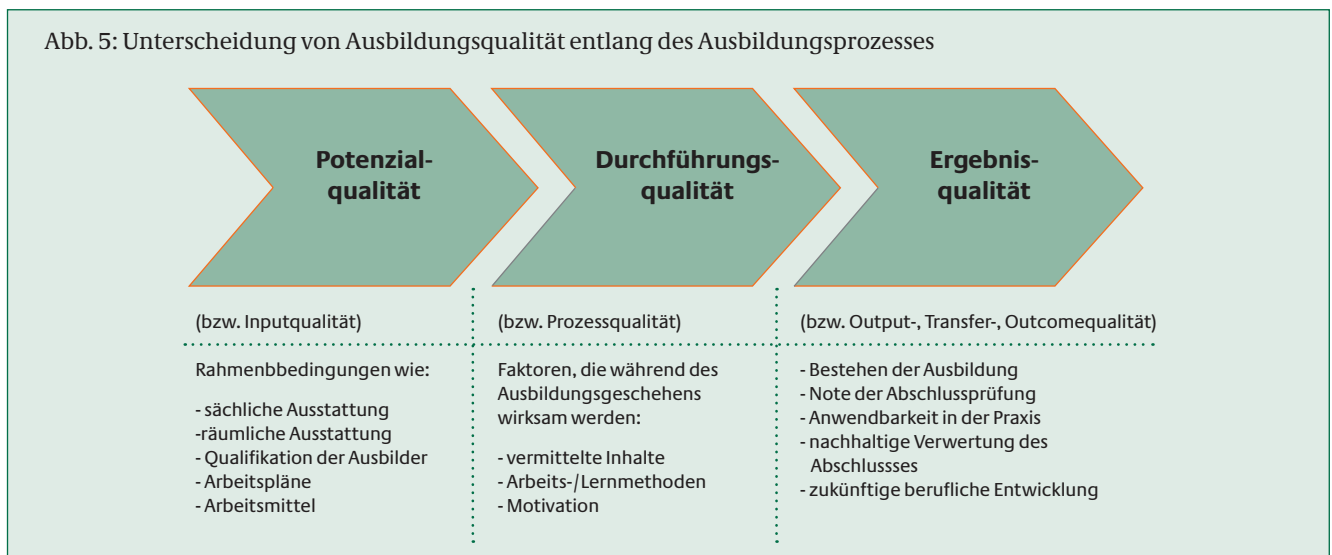 Abb. 5: Unterscheidung von Ausbildungsqualität entlang des Ausbildungsprozesses
Potenzial-
qualität
Durchführungs-
qualität
Ergebnis-
qualität
(bzw. Inputqualität)
(bzw. Prozessqualität)
(bzw. Output-, Transfer-, Outcomequalität)
Rahmenbbedingungen wie:
- sächliche Ausstattung
-räumliche Ausstattung
- Qualifikation der Ausbilder
- Arbeitspläne
- Arbeitsmittel
Faktoren, die während des
Ausbildungsgeschehens
wirksam werden:
- vermittelte Inhalte
- Arbeits-/Lernmethoden
- Motivation
- Bestehen der Ausbildung
- Note der Abschlussprüfung
- Anwendbarkeit in der Praxis
- nachhaltige Verwertung des
Abschlussses
- zukünftige berufliche Entwicklung